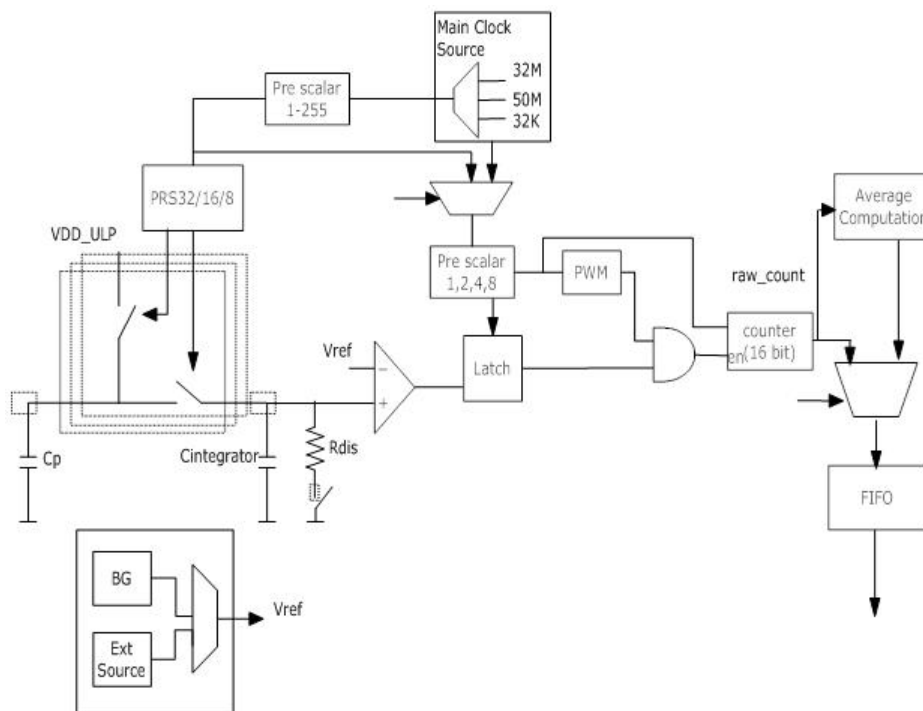 Main Clock
Source
32M
50M
32K
Pre scalar
1-255
PRS32/16/8
VDD_ULP
Average
Computation
Pre scalar
1,2,4,8
PWM
raw_count
counter
(16 bit)
en
Vref
−
+
Latch
Cp
Cintegrator
Rdis
FIFO
BG
Ext
Source
Vref